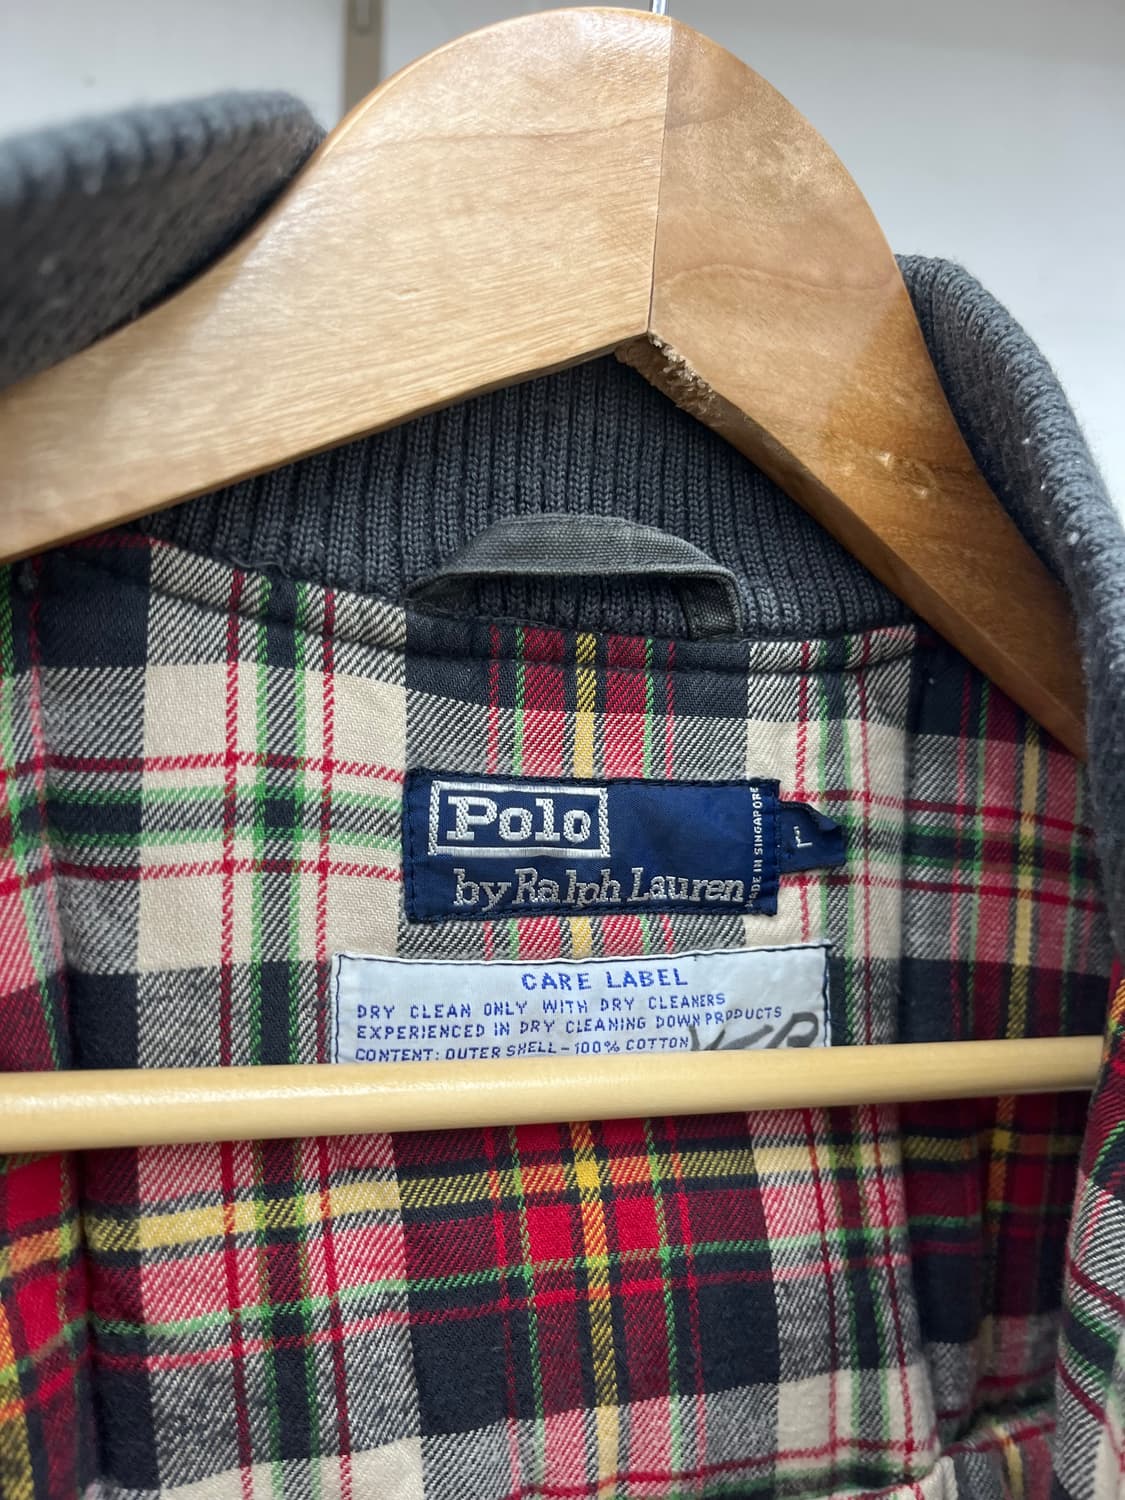 Polo
by Ralph Lauren
MADE IN SINGAPORE
L
CARE LABEL
DRY CLEAN ONLY WITH DRY CLEANERS
EXPERIENCED IN DRY CLEANING DOWN PRODUCTS
CONTENT: OUTER SHELL - 100% COTTON